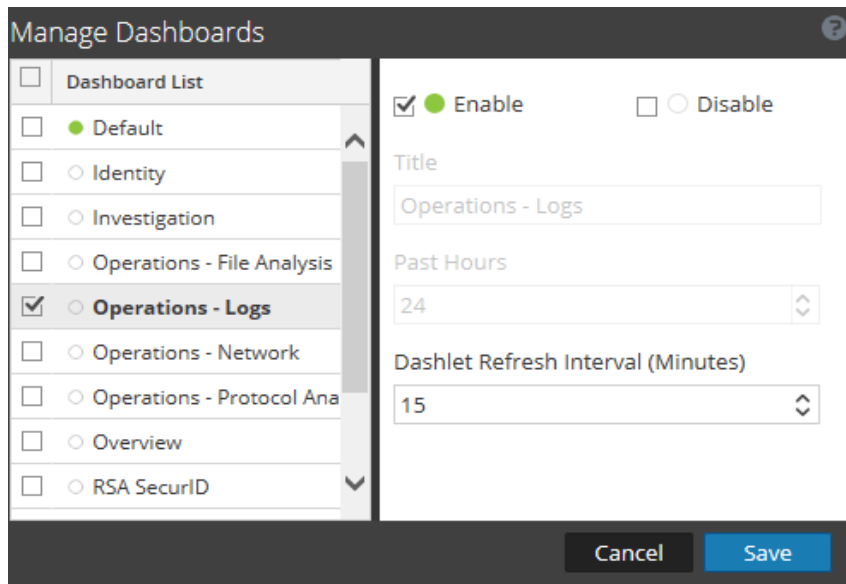 Manage Dashboards
?
Dashboard List
Default
Identity
Investigation
Operations - File Analysis
Operations - Logs
Operations - Network
Operations - Protocol Ana
Overview
RSA SecurID
Enable
Disable
Title
Operations - Logs
Past Hours
24
Dashlet Refresh Interval (Minutes)
15
Cancel
Save